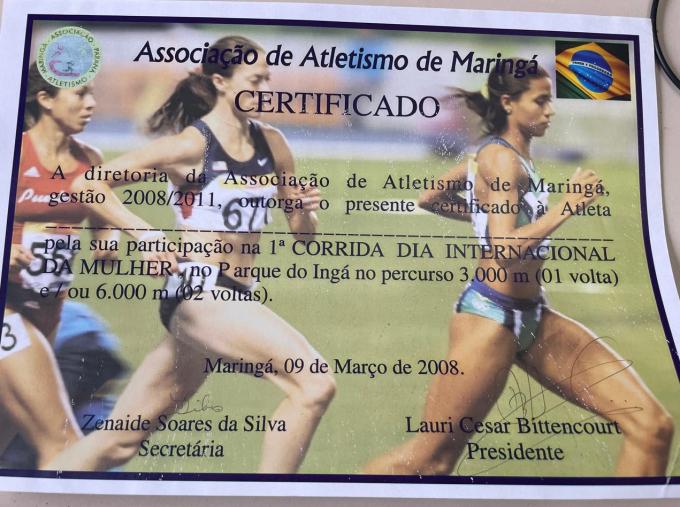 Associação de Atletismo de Maringá
CERTIFICADO
A diretoria da Associação de Atletismo de Maringá,
gestão 2008/2011, outorga o presente certificado à Atleta
pela sua participação na 1ª CORRIDA DIA INTERNACIONAL
DA MULHER, no Parque do Ingá no percurso 3.000 m (01 volta)
e / ou 6.000 m (02 voltas).
Maringá, 09 de Março de 2008.
Zenaide Soares da Silva
Secretária
Lauri Cesar Bittencourt
Presidente